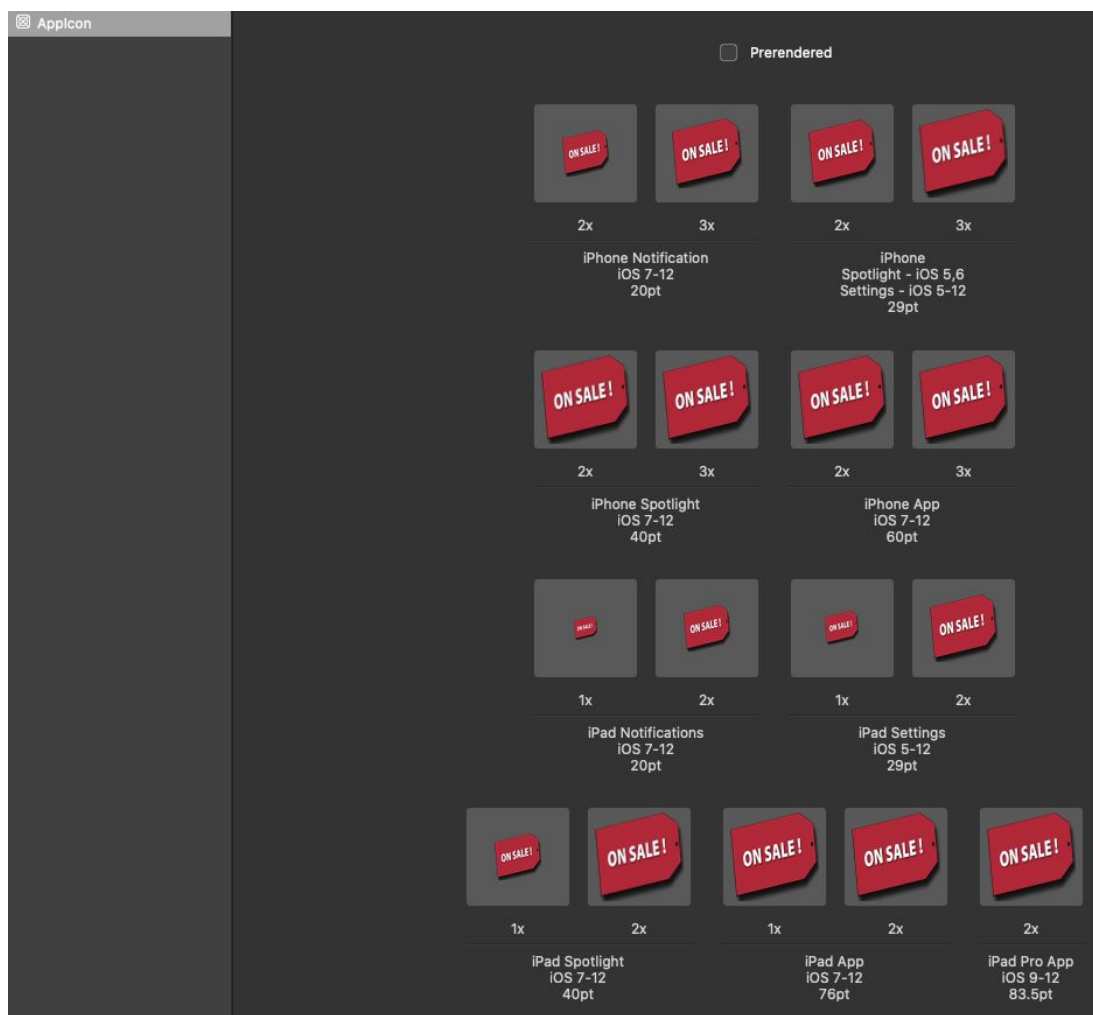 AppIcon
Prerendered
ON SALE! ON SALE! ON SALE! ON SALE!
2x 3x 2x 3x
iPhone Notification
iOS 7-12
20pt
iPhone
Spotlight - iOS 5,6
Settings - iOS 5-12
29pt
ON SALE! ON SALE! ON SALE! ON SALE!
2x 3x 2x 3x
iPhone Spotlight
iOS 7-12
40pt
iPhone App
iOS 7-12
60pt
ON SALE! ON SALE! ON SALE! ON SALE!
1x 2x 1x 2x
iPad Notifications
iOS 7-12
20pt
iPad Settings
iOS 5-12
29pt
ON SALE! ON SALE! ON SALE! ON SALE! ON SALE!
1x 2x 1x 2x 2x
iPad Spotlight
iOS 7-12
40pt
iPad App
iOS 7-12
76pt
iPad Pro App
iOS 9-12
83.5pt